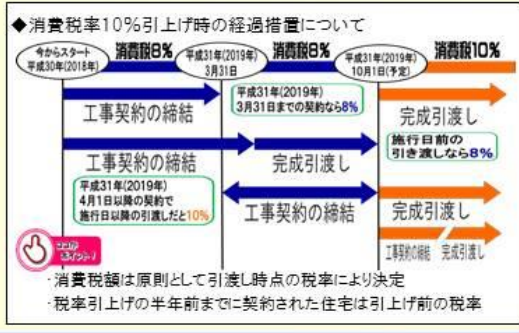 ◆消費税率10%引上げ時の経過措置について
今からスタート
平成30年(2018年)
消費税8%
平成31年(2019年)
3月31日
消費税8%
平成31年(2019年)
10月1日(予定)
消費税10%
工事契約の締結
平成31年(2019年)
3月31日までの契約なら8%
完成引渡し
工事契約の締結
完成引渡し
施行日前の
引き渡しなら8%
平成31年(2019年)
4月1日以降の契約で
施行日以降の引渡しだと10%
工事契約の締結
完成引渡し
工事契約の締結
完成引渡し
ココが
ポイント!
・消費税額は原則として引渡し時点の税率により決定
・税率引上げの半年前までに契約された住宅は引上げ前の税率